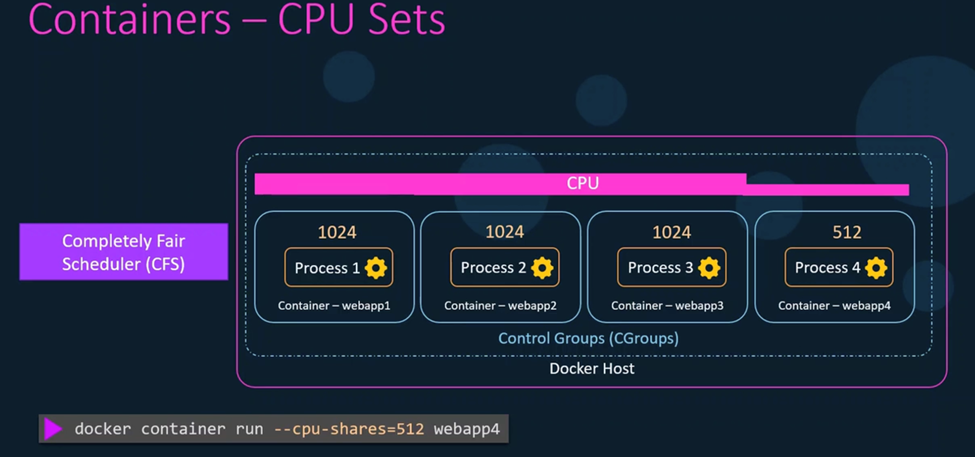 Containers – CPU Sets
CPU
Completely Fair
Scheduler (CFS)
1024
Process 1
Container – webapp1
1024
Process 2
Container – webapp2
1024
Process 3
Container – webapp3
512
Process 4
Container – webapp4
Control Groups (CGroups)
Docker Host
docker container run --cpu-shares=512 webapp4